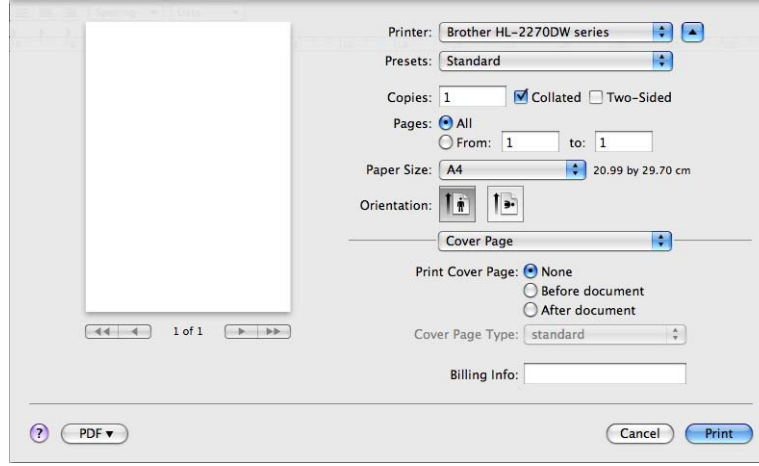 Printer: Brother HL-2270DW series
Presets: Standard
Copies: 1 Collated Two-Sided
Pages: All
From: 1 to: 1
Paper Size: A4 20.99 by 29.70 cm
Orientation:
Cover Page
Print Cover Page: None
Before document
After document
1 of 1
Cover Page Type: standard
Billing Info:
? PDF Cancel Print